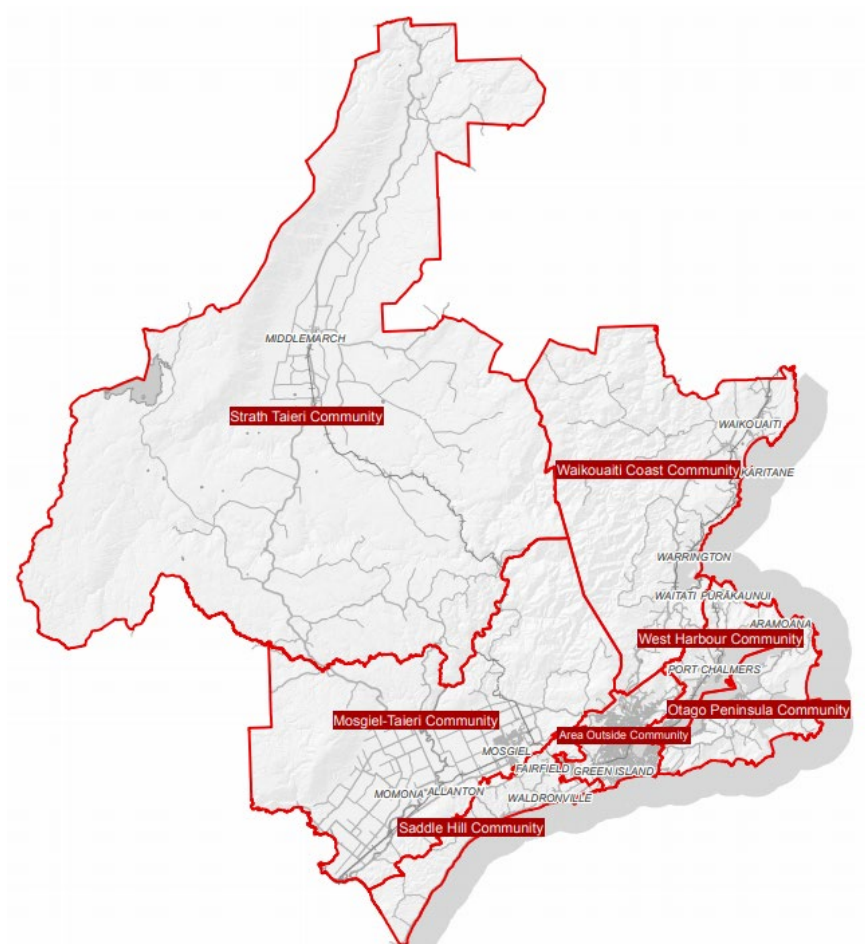 MIDDLEMARCH
Strath Taieri Community
WAIKOUAITI
Waikouaiti Coast Community
KARITANE
WARRINGTON
WAITATI
PURAKAUNUI
ARAMOANA
West Harbour Community
PORT CHALMERS
Otago Peninsula Community
Mosgiel-Taieri Community
Area Outside Community
MOSGIEL
FAIRFIELD
GREEN ISLAND
MOMONA
ALLANTON
WALDRONVILLE
Saddle Hill Community